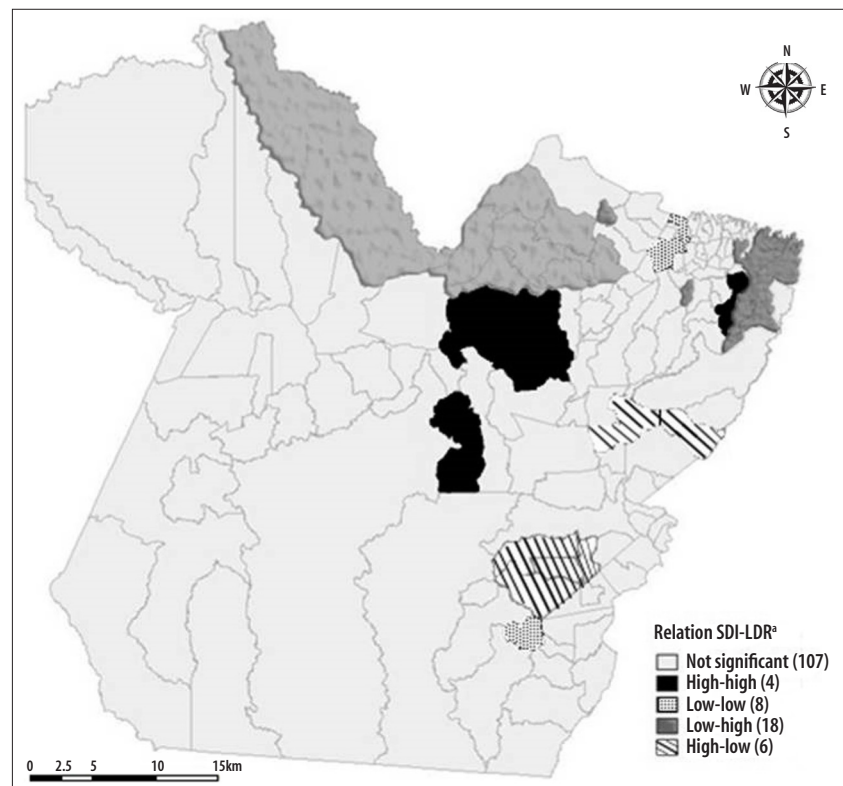 N
W E
S
Relation SDI-LDRª
Not significant (107)
High-high (4)
Low-low (8)
Low-high (18)
High-low (6)
0 2.5 5 10 15km